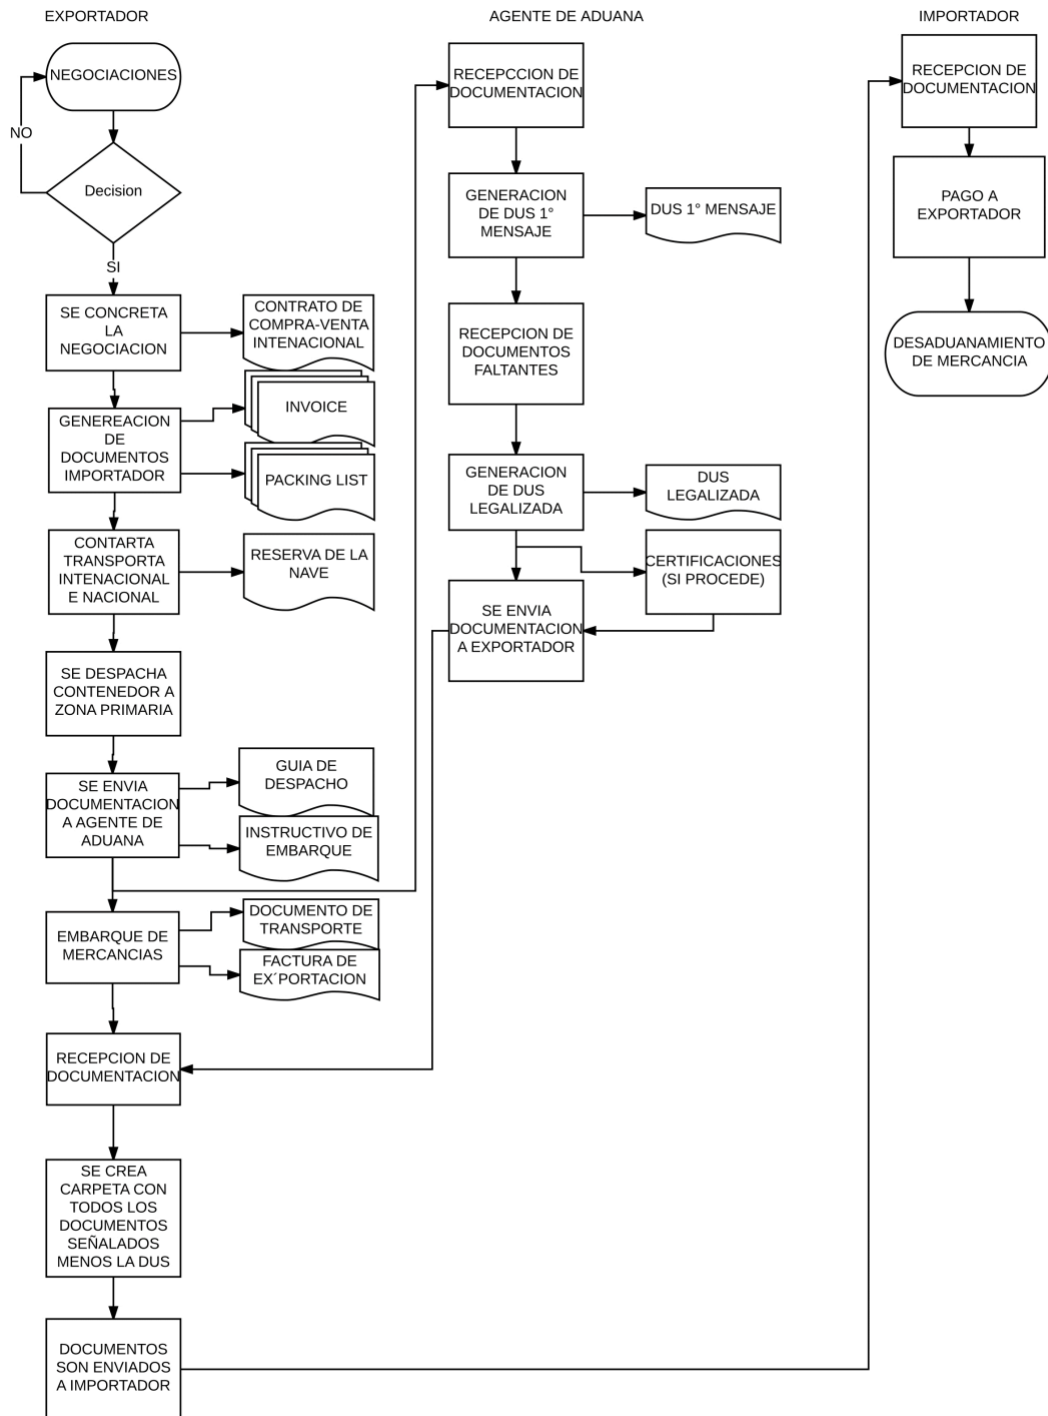 EXPORTADOR
NEGOCIACIONES
NO
Decision
SI
SE CONCRETA
LA
NEGOCIACION
CONTRATO DE
COMPRA-VENTA
INTENACIONAL
GENEREACION
DE
DOCUMENTOS
IMPORTADOR
INVOICE
PACKING LIST
CONTARTA
TRANSPORTA
INTENACIONAL
E NACIONAL
RESERVA DE LA
NAVE
SE DESPACHA
CONTENEDOR A
ZONA PRIMARIA
SE ENVIA
DOCUMENTACION
A AGENTE DE
ADUANA
GUIA DE
DESPACHO
INSTRUCTIVO DE
EMBARQUE
EMBARQUE DE
MERCANCIAS
DOCUMENTO DE
TRANSPORTE
FACTURA DE
EX´PORTACION
RECEPCION DE
DOCUMENTACION
SE CREA
CARPETA CON
TODOS LOS
DOCUMENTOS
SEÑALADOS
MENOS LA DUS
DOCUMENTOS
SON ENVIADOS
A IMPORTADOR
AGENTE DE ADUANA
RECEPCCION DE
DOCUMENTACION
GENERACION
DE DUS 1°
MENSAJE
DUS 1° MENSAJE
RECEPCION DE
DOCUMENTOS
FALTANTES
GENERACION
DE DUS
LEGALIZADA
DUS
LEGALIZADA
CERTIFICACIONES
(SI PROCEDE)
SE ENVIA
DOCUMENTACION
A EXPORTADOR
IMPORTADOR
RECEPCION DE
DOCUMENTACION
PAGO A
EXPORTADOR
DESADUANAMIENTO
DE MERCANCIA